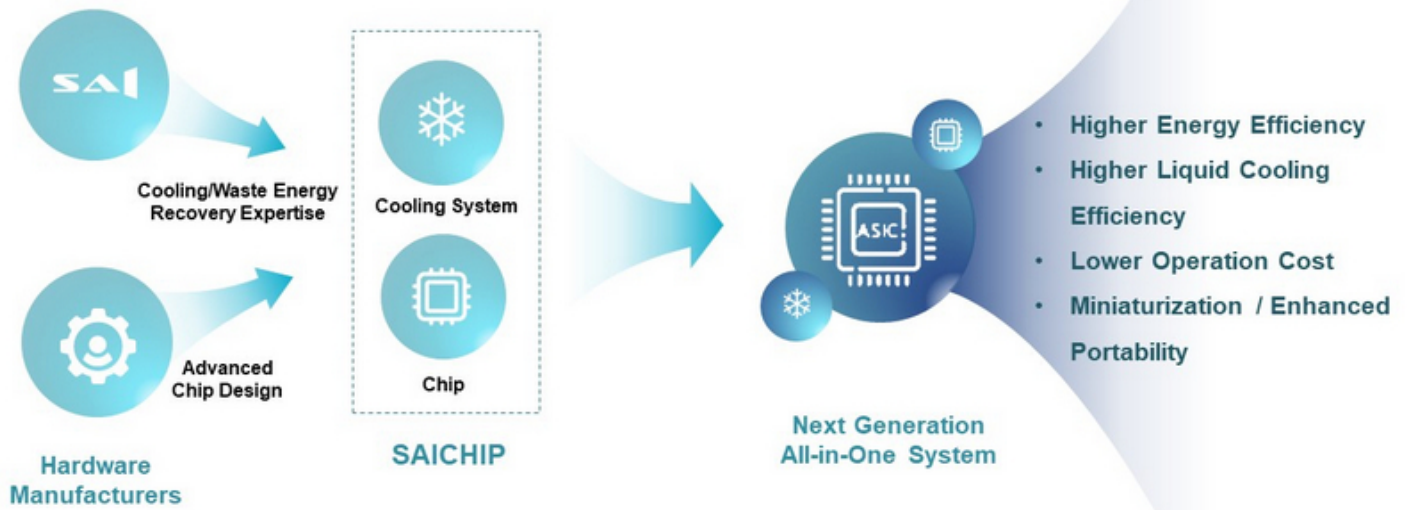 SAI
Cooling/Waste Energy
Recovery Expertise
Advanced
Chip Design
Hardware
Manufacturers
Cooling System
Chip
SAICHIP
ASIC
Next Generation
All-in-One System
• Higher Energy Efficiency
• Higher Liquid Cooling
Efficiency
• Lower Operation Cost
• Miniaturization / Enhanced
Portability